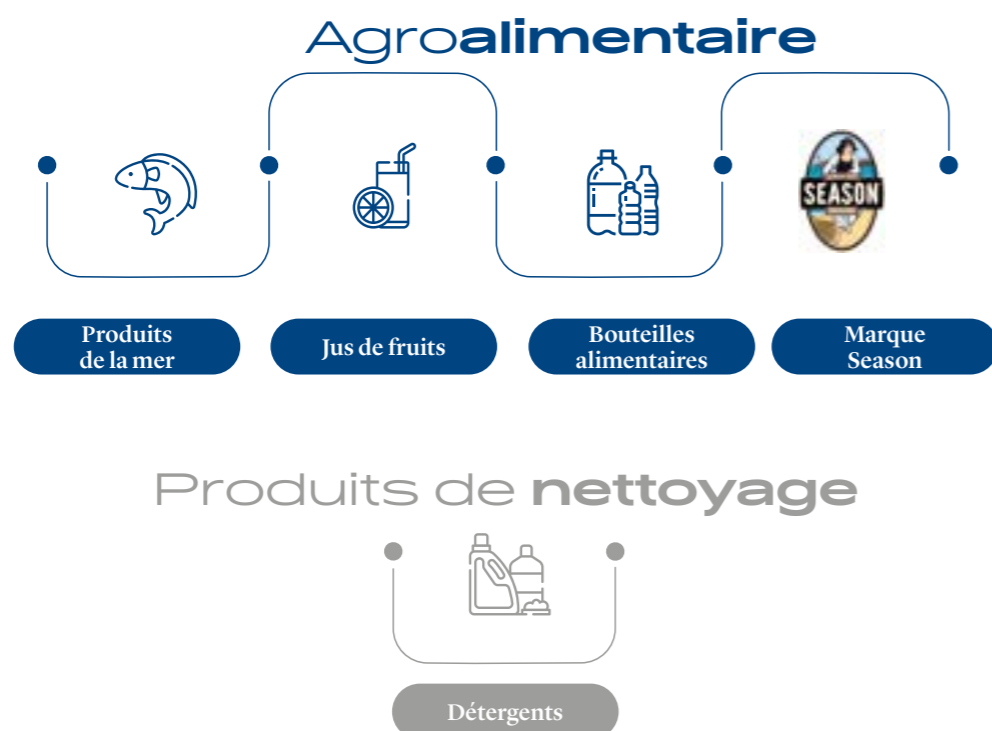 Agroalimentaire
SEASON
Produits
de la mer
Jus de fruits
Bouteilles
alimentaires
Marque
Season
Produits de nettoyage
Détergents